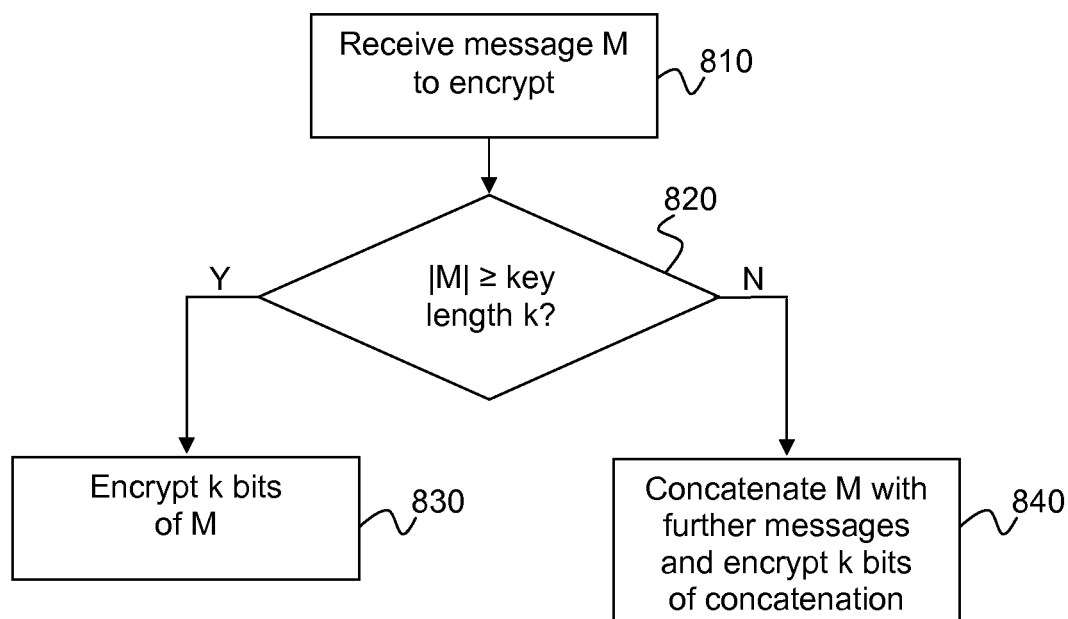 Receive message M
to encrypt
810
820
|M| ≥ key
length k?
Y
N
Encrypt k bits
of M
830
Concatenate M with
further messages
and encrypt k bits
of concatenation
840